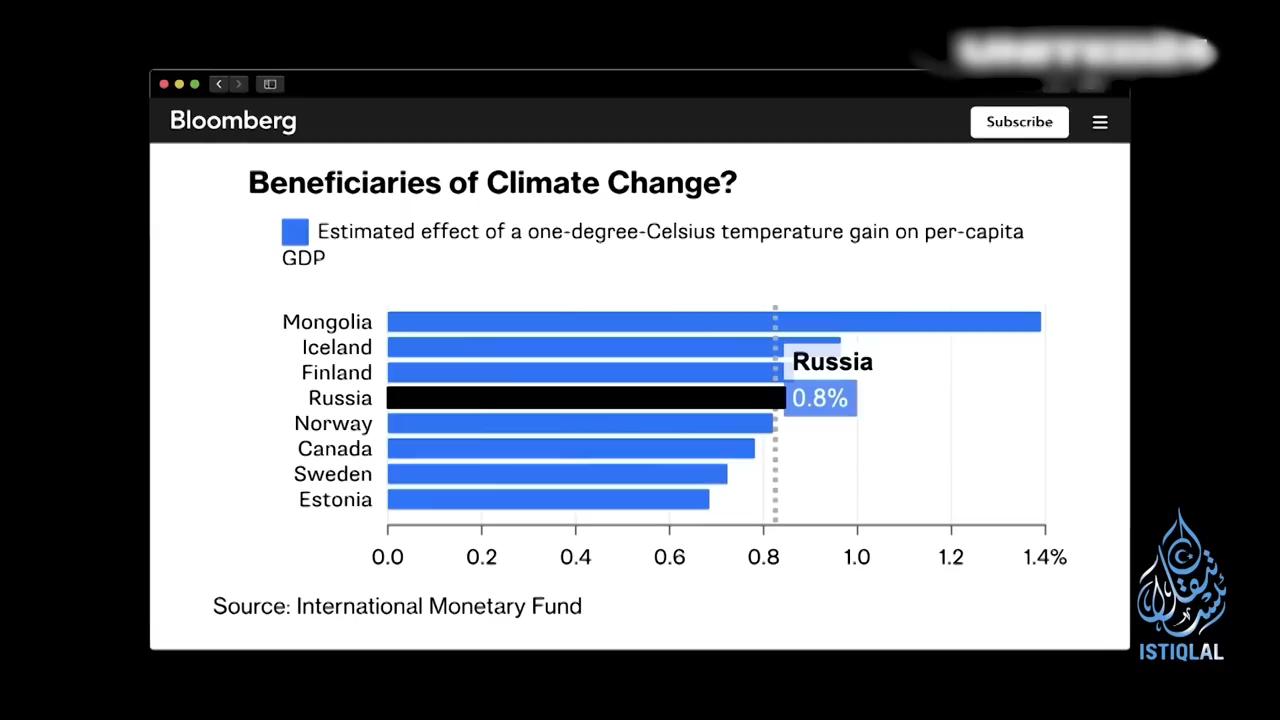 Bloomberg
Subscribe
Beneficiaries of Climate Change?
Estimated effect of a one-degree-Celsius temperature gain on per-capita
GDP
Mongolia
Iceland
Finland
Russia
Russia
0.8%
Norway
Canada
Sweden
Estonia
0.0 0.2 0.4 0.6 0.8 1.0 1.2 1.4%
Source: International Monetary Fund
ISTIQLAL